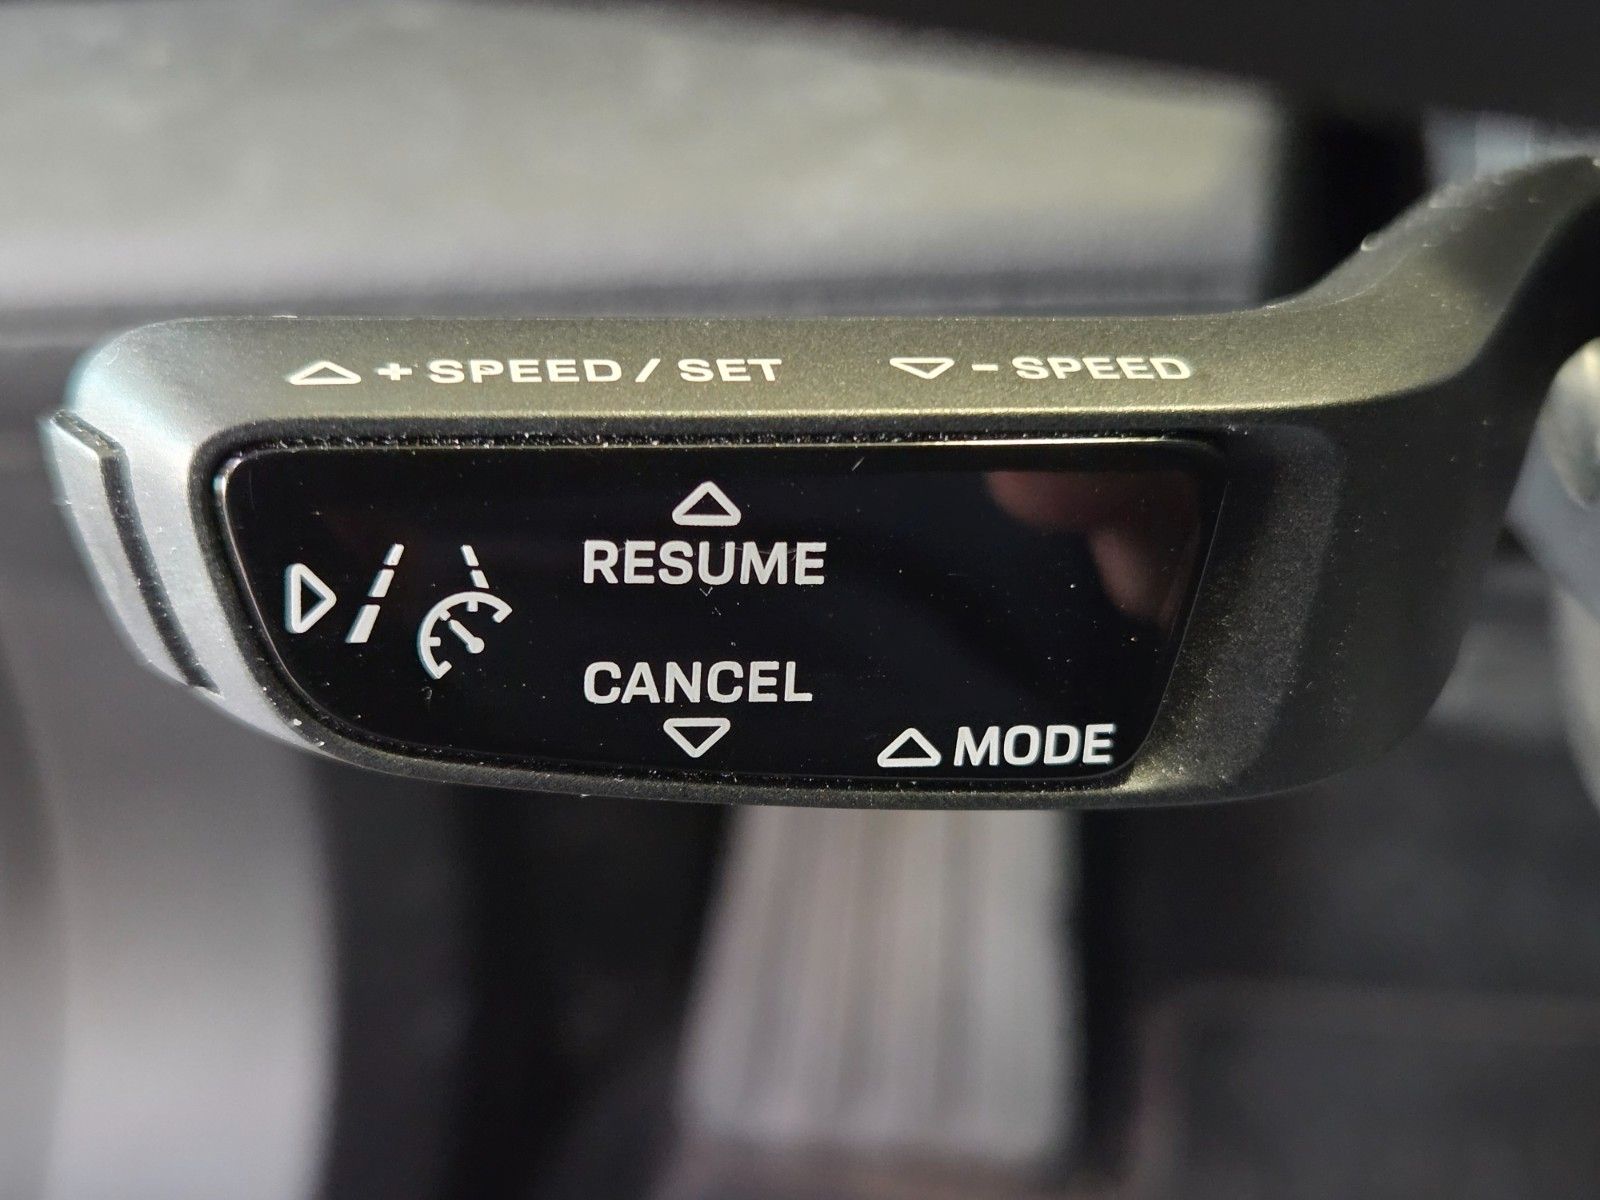 △ + SPEED / SET ▽ - SPEED
△
RESUME
CANCEL
▽
△ MODE